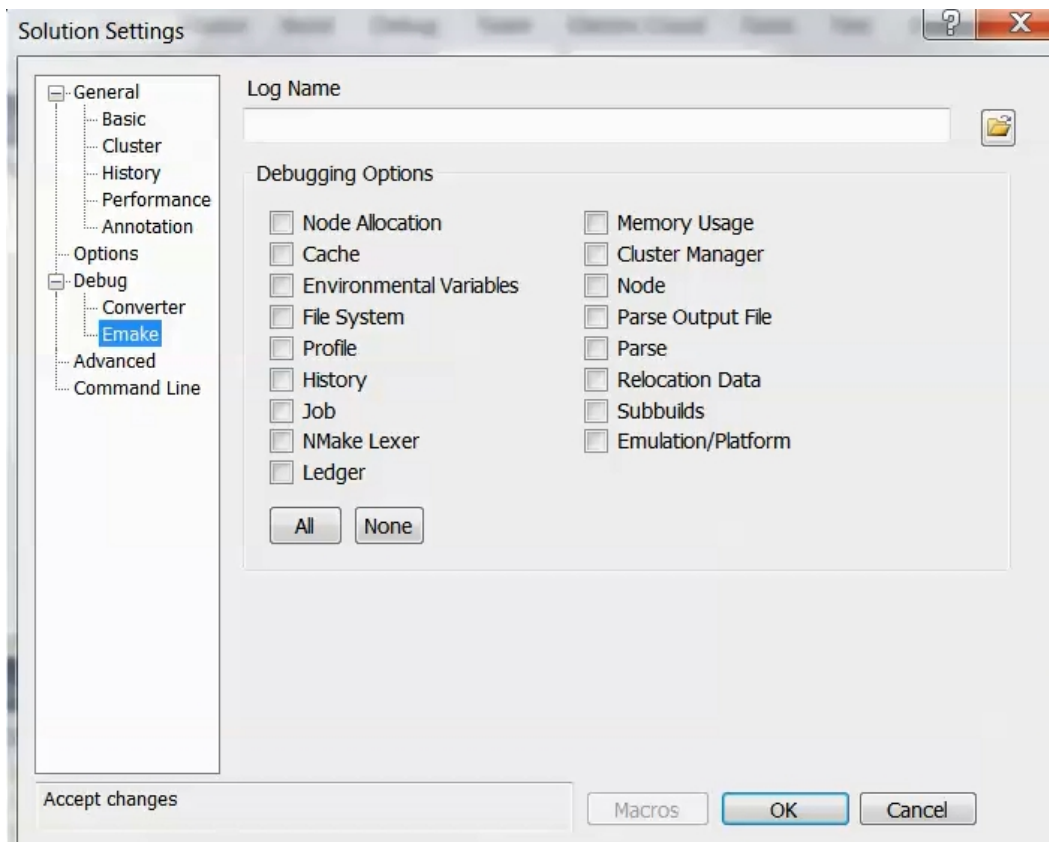 Solution Settings
General
Basic
Cluster
History
Performance
Annotation
Options
Debug
Converter
Emake
Advanced
Command Line
Log Name
Debugging Options
Node Allocation
Cache
Environmental Variables
File System
Profile
History
Job
NMake Lexer
Ledger
Memory Usage
Cluster Manager
Node
Parse Output File
Parse
Relocation Data
Subbuilds
Emulation/Platform
All None
Accept changes
Macros OK Cancel